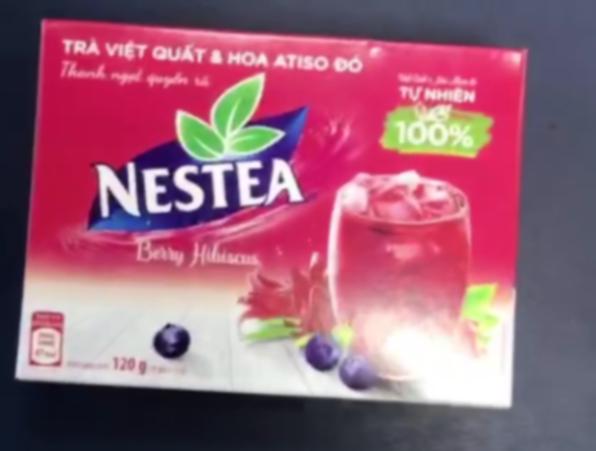 TRÀ VIỆT QUẤT & HOA ATISO ĐỎ
Thanh ngọt quyến rũ
TỰ NHIÊN
100%
NESTEA
Berry Hibiscus
120 g